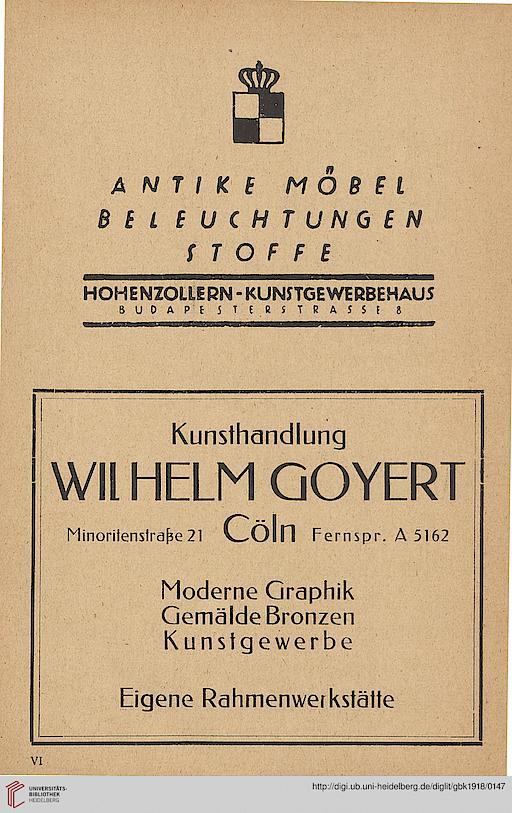 ANTIKE MÖBEL
BELEUCHTUNGEN
STOFFE
HOHENZOLLERN-KUNSTGEWERBEHAUS
BUDAPESTERSTRASSE 8
Kunsthandlung
WILHELM GOYERT
Minoritenstraße 21 Cöln Fernspr. A 5162
Moderne Graphik
Gemälde Bronzen
Kunstgewerbe
Eigene Rahmenwerkstätte
VI
UNIVERSITÄTS-
BIBLIOTHEK
HEIDELBERG
http://digi.ub.uni-heidelberg.de/diglit/gbk1918/0147